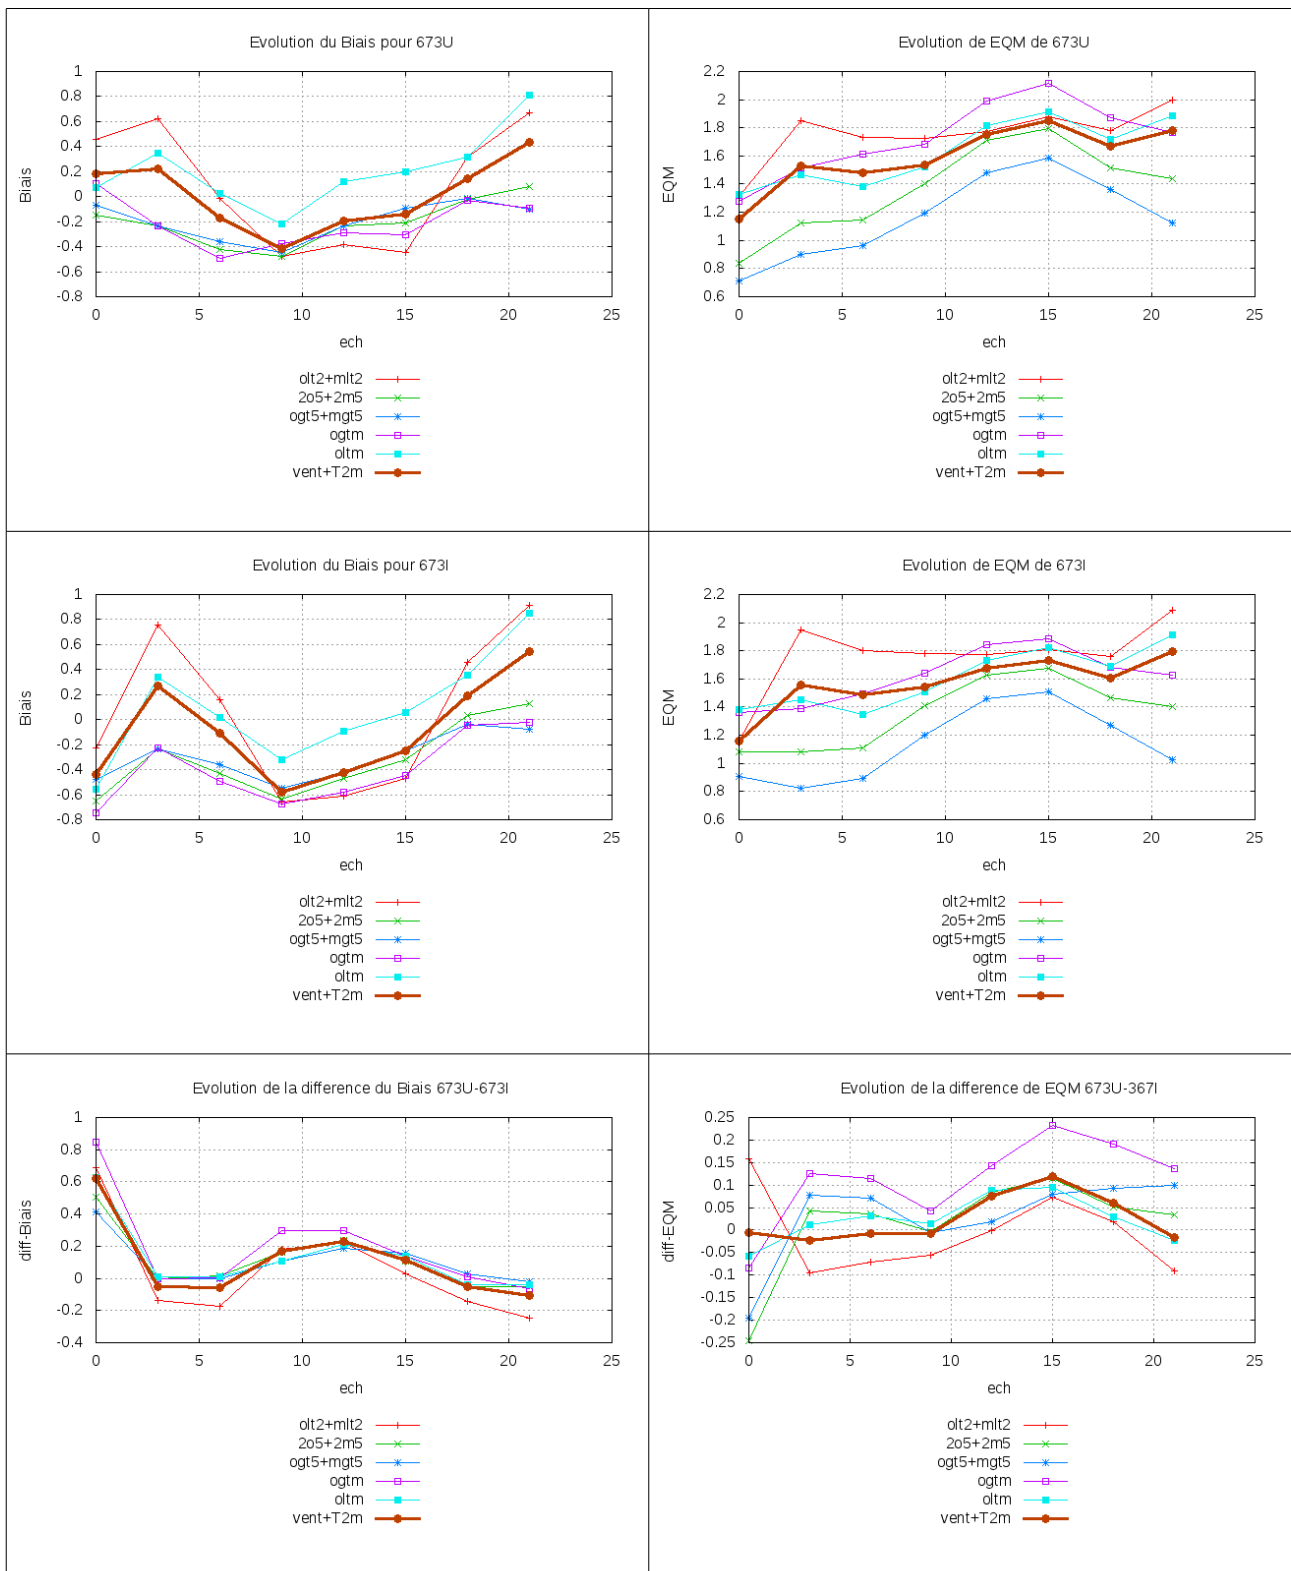 Evolution du Biais pour 673U
1
0.8
0.6
0.4
0.2
0
-0.2
-0.4
-0.6
-0.8
Biais
0 5 10 15 20 25
ech
olt2+mlt2
2o5+2m5
ogt5+mgt5
ogtm
oltm
vent+T2m
Evolution de EQM de 673U
2.2
2
1.8
1.6
1.4
1.2
1
0.8
0.6
EQM
0 5 10 15 20 25
ech
olt2+mlt2
2o5+2m5
ogt5+mgt5
ogtm
oltm
vent+T2m
Evolution du Biais pour 673I
1
0.8
0.6
0.4
0.2
0
-0.2
-0.4
-0.6
-0.8
Biais
0 5 10 15 20 25
ech
olt2+mlt2
2o5+2m5
ogt5+mgt5
ogtm
oltm
vent+T2m
Evolution de EQM de 673I
2.2
2
1.8
1.6
1.4
1.2
1
0.8
0.6
EQM
0 5 10 15 20 25
ech
olt2+mlt2
2o5+2m5
ogt5+mgt5
ogtm
oltm
vent+T2m
Evolution de la difference du Biais 673U-673I
1
0.8
0.6
0.4
0.2
0
-0.2
-0.4
diff-Biais
0 5 10 15 20 25
ech
olt2+mlt2
2o5+2m5
ogt5+mgt5
ogtm
oltm
vent+T2m
Evolution de la difference de EQM 673U-367I
0.25
0.2
0.15
0.1
0.05
0
-0.05
-0.1
-0.15
-0.2
-0.25
diff-EQM
0 5 10 15 20 25
ech
olt2+mlt2
2o5+2m5
ogt5+mgt5
ogtm
oltm
vent+T2m